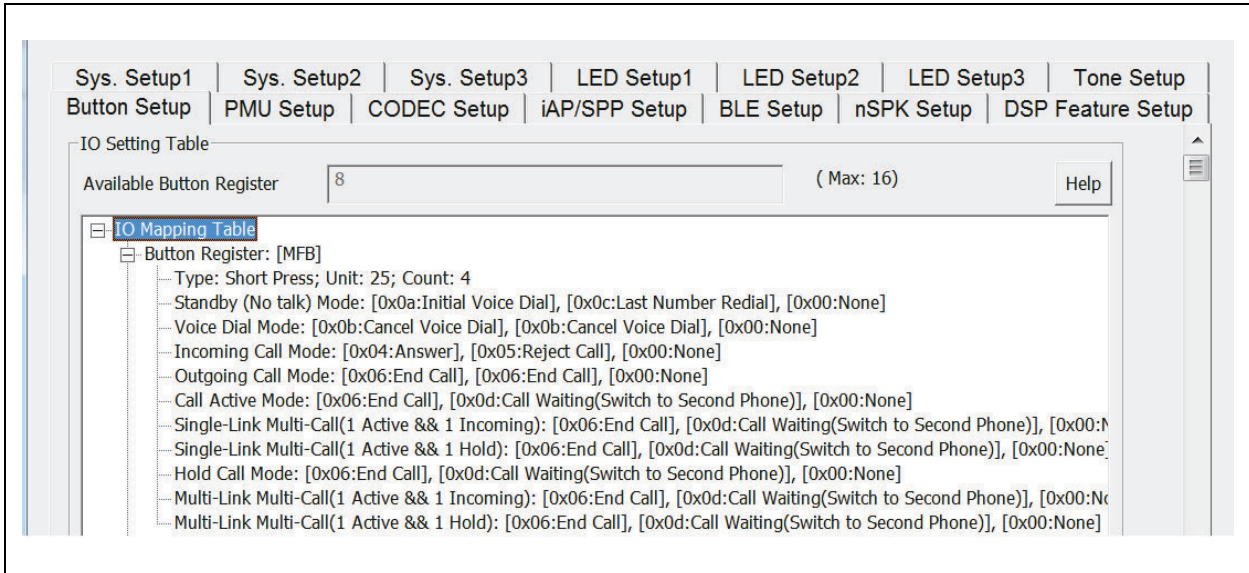 Sys. Setup1 Sys. Setup2 Sys. Setup3 LED Setup1 LED Setup2 LED Setup3 Tone Setup
Button Setup PMU Setup CODEC Setup iAP/SPP Setup BLE Setup nSPK Setup DSP Feature Setup
IO Setting Table
Available Button Register 8 ( Max: 16) Help
IO Mapping Table
Button Register: [MFB]
Type: Short Press; Unit: 25; Count: 4
Standby (No talk) Mode: [0x0a:Initial Voice Dial], [0x0c:Last Number Redial], [0x00:None]
Voice Dial Mode: [0x0b:Cancel Voice Dial], [0x0b:Cancel Voice Dial], [0x00:None]
Incoming Call Mode: [0x04:Answer], [0x05:Reject Call], [0x00:None]
Outgoing Call Mode: [0x06:End Call], [0x06:End Call], [0x00:None]
Call Active Mode: [0x06:End Call], [0x0d:Call Waiting(Switch to Second Phone)], [0x00:None]
Single-Link Multi-Call(1 Active && 1 Incoming): [0x06:End Call], [0x0d:Call Waiting(Switch to Second Phone)], [0x00:N
Single-Link Multi-Call(1 Active && 1 Hold): [0x06:End Call], [0x0d:Call Waiting(Switch to Second Phone)], [0x00:None]
Hold Call Mode: [0x06:End Call], [0x0d:Call Waiting(Switch to Second Phone)], [0x00:None]
Multi-Link Multi-Call(1 Active && 1 Incoming): [0x06:End Call], [0x0d:Call Waiting(Switch to Second Phone)], [0x00:No
Multi-Link Multi-Call(1 Active && 1 Hold): [0x06:End Call], [0x0d:Call Waiting(Switch to Second Phone)], [0x00:None]